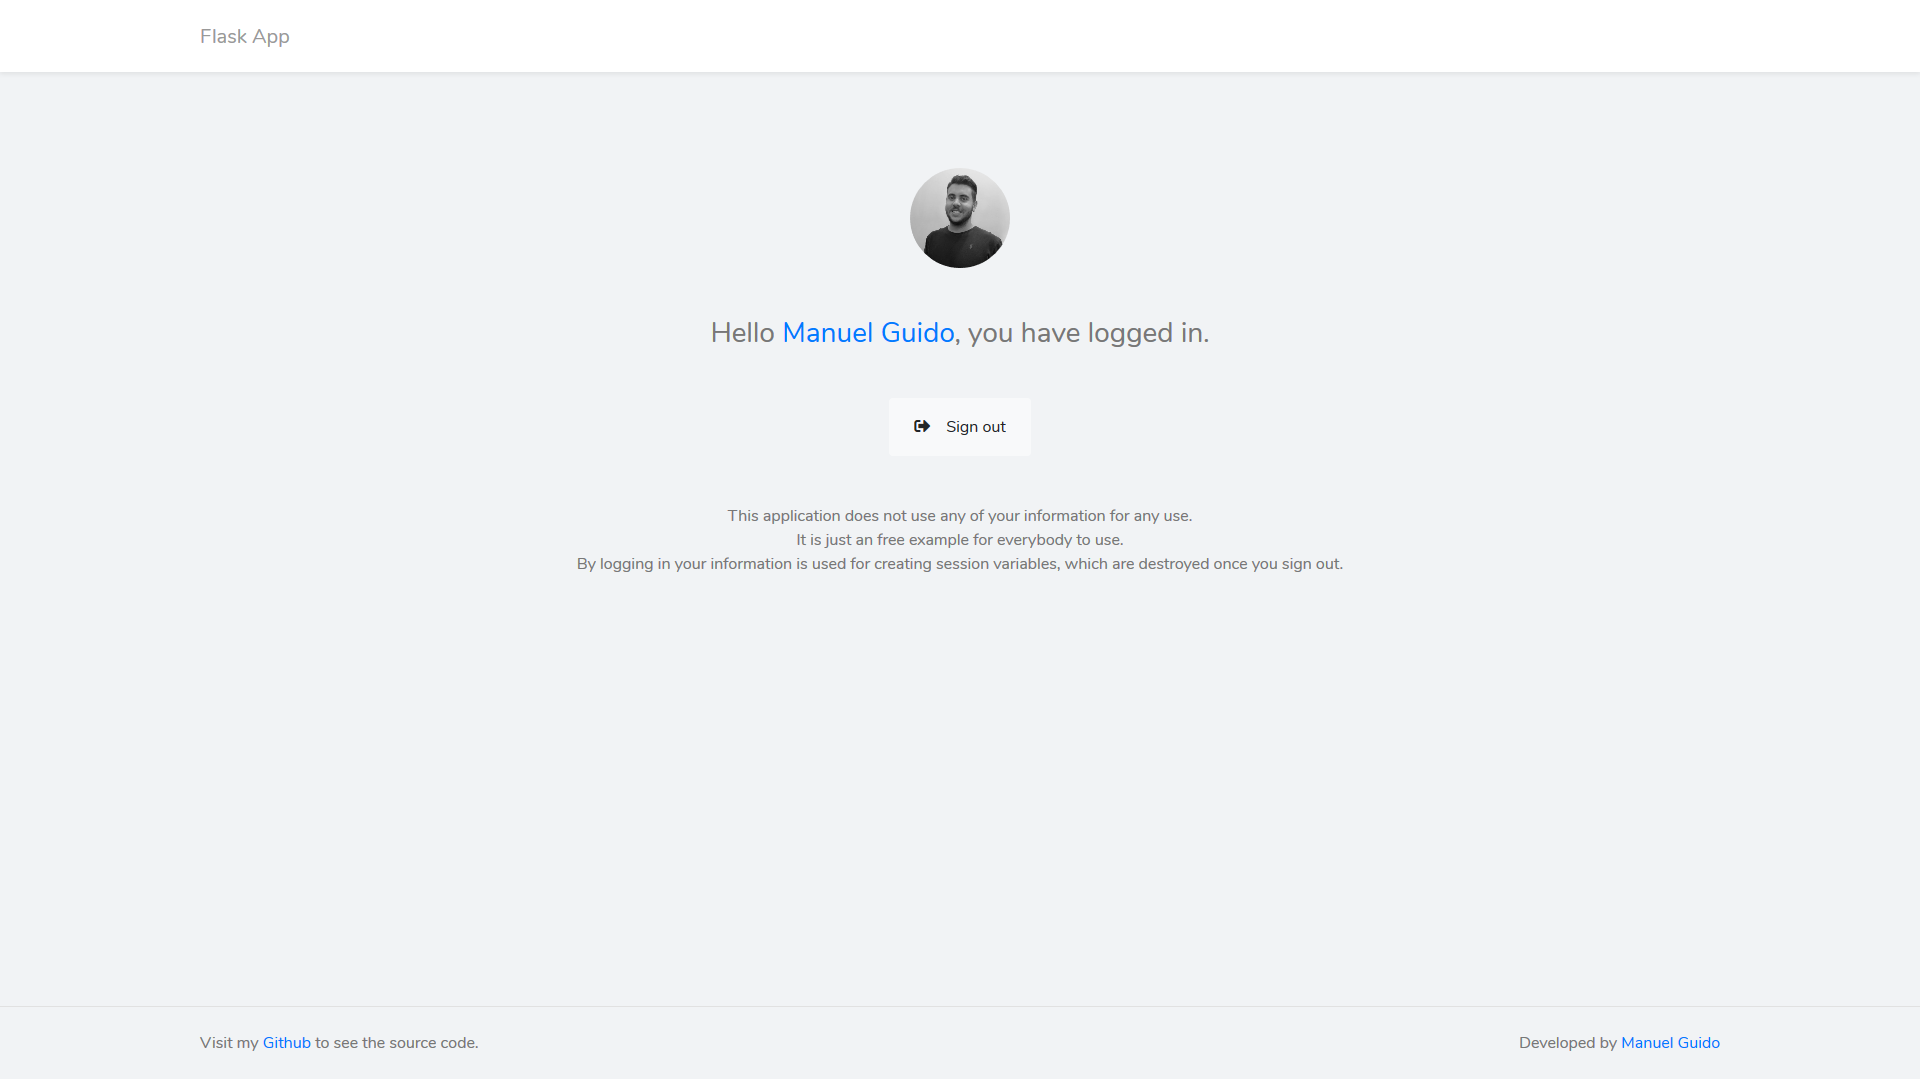 Flask App
Hello Manuel Guido, you have logged in.
Sign out
This application does not use any of your information for any use.
It is just an free example for everybody to use.
By logging in your information is used for creating session variables, which are destroyed once you sign out.
Visit my Github to see the source code.
Developed by Manuel Guido